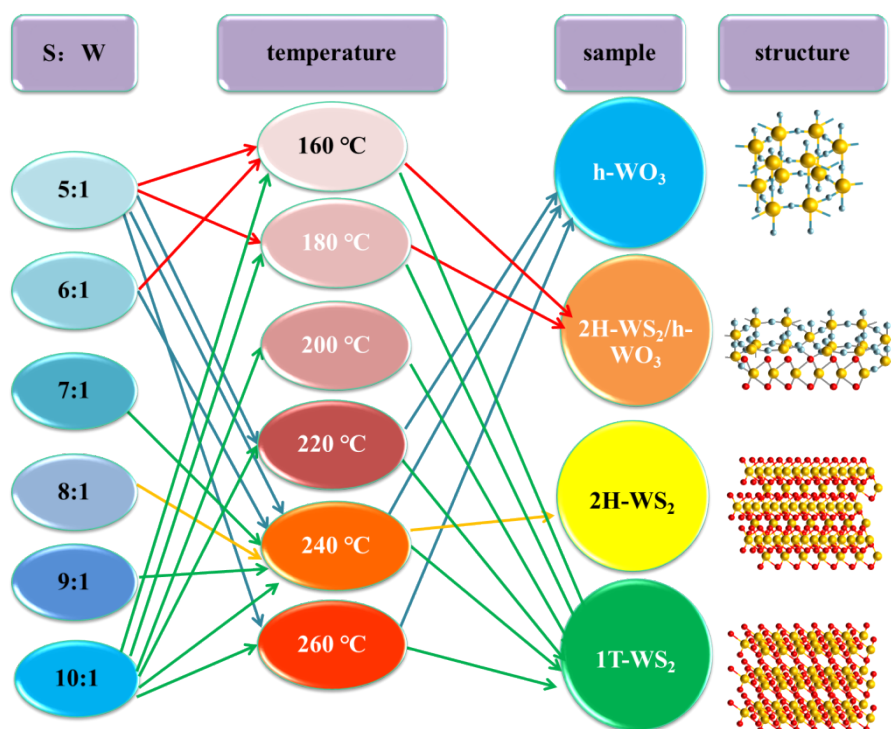 S：W
temperature
sample
structure
5:1
6:1
7:1
8:1
9:1
10:1
160 ℃
180 ℃
200 ℃
220 ℃
240 ℃
260 ℃
h-WO₃
2H-WS₂/h-
WO₃
2H-WS₂
1T-WS₂